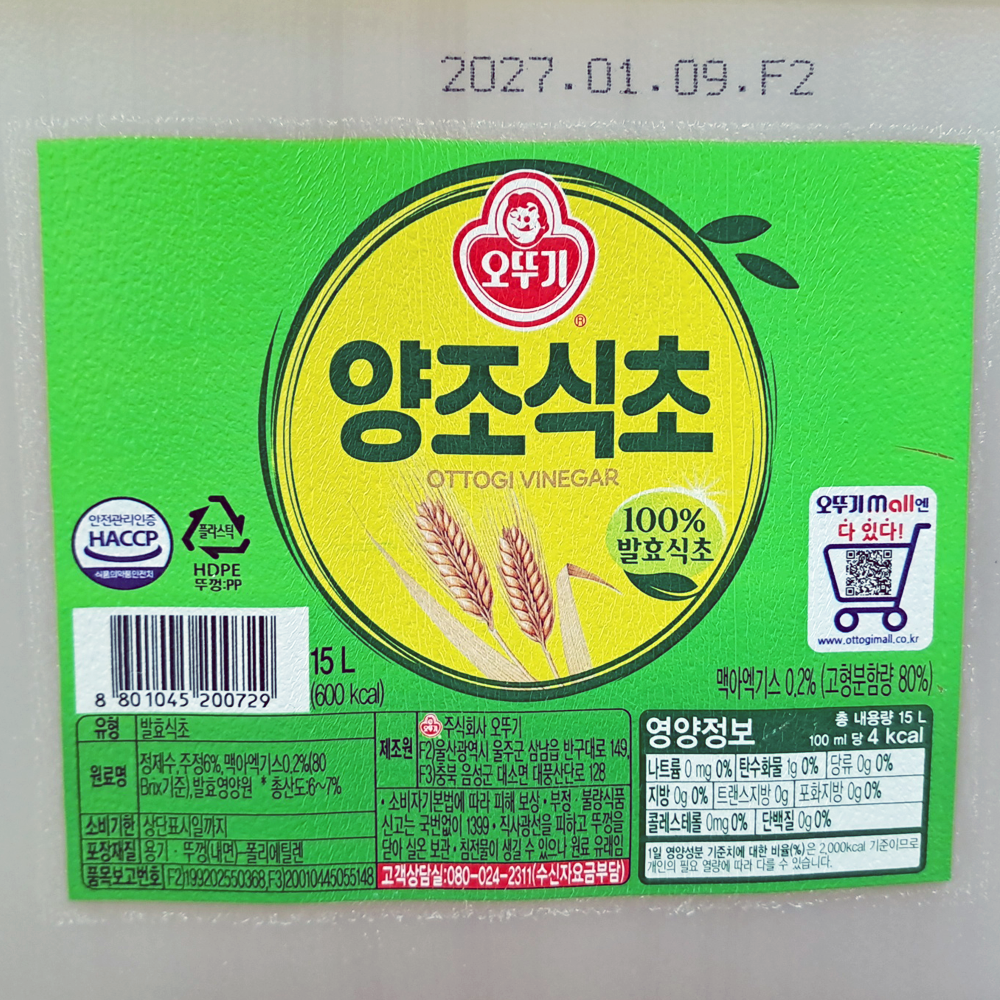 2027.01.09.F2
오뚜기
®
양조식초
OTTOGI VINEGAR
100%
발효식초
안전관리인증
HACCP
식품의약품안전처
플라스틱
HDPE
뚜껑:PP
오뚜기 mall엔
다 있다!
www.ottogimall.co.kr
8 801045 200729
15 L
(600 kcal)
맥아엑기스 0.2% (고형분함량 80%)
유형 발효식초
원료명 정제수,주정6%,맥아엑기스0.2%(80
Brix기준),발효영양원 * 총산도:6~7%
소비기한 상단표시일까지
포장재질 용기·뚜껑(내면)-폴리에틸렌
품목보고번호 F2)199202550368,F3)20010445055148
제조원 오뚜기 주식회사 오뚜기
F2)울산광역시 울주군 삼남읍 반구대로 149,
F3)충북 음성군 대소면 대풍산단로 128
·소비자기본법에 따라 피해 보상·부정·불량식품
신고는 국번없이 1399·직사광선을 피하고 뚜껑을
닫아 실온 보관·침전물이 생길 수 있으나 원료 유래임
고객상담실:080-024-2311(수신자요금부담)
영양정보
총 내용량 15 L
100 ml 당 4 kcal
나트륨 0 mg 0% 탄수화물 1g 0% 당류 0g 0%
지방 0g 0% 트랜스지방 0g 포화지방 0g 0%
콜레스테롤 0mg 0% 단백질 0g 0%
1일 영양성분 기준치에 대한 비율(%)은 2,000kcal 기준이므로
개인의 필요 열량에 따라 다를 수 있습니다.